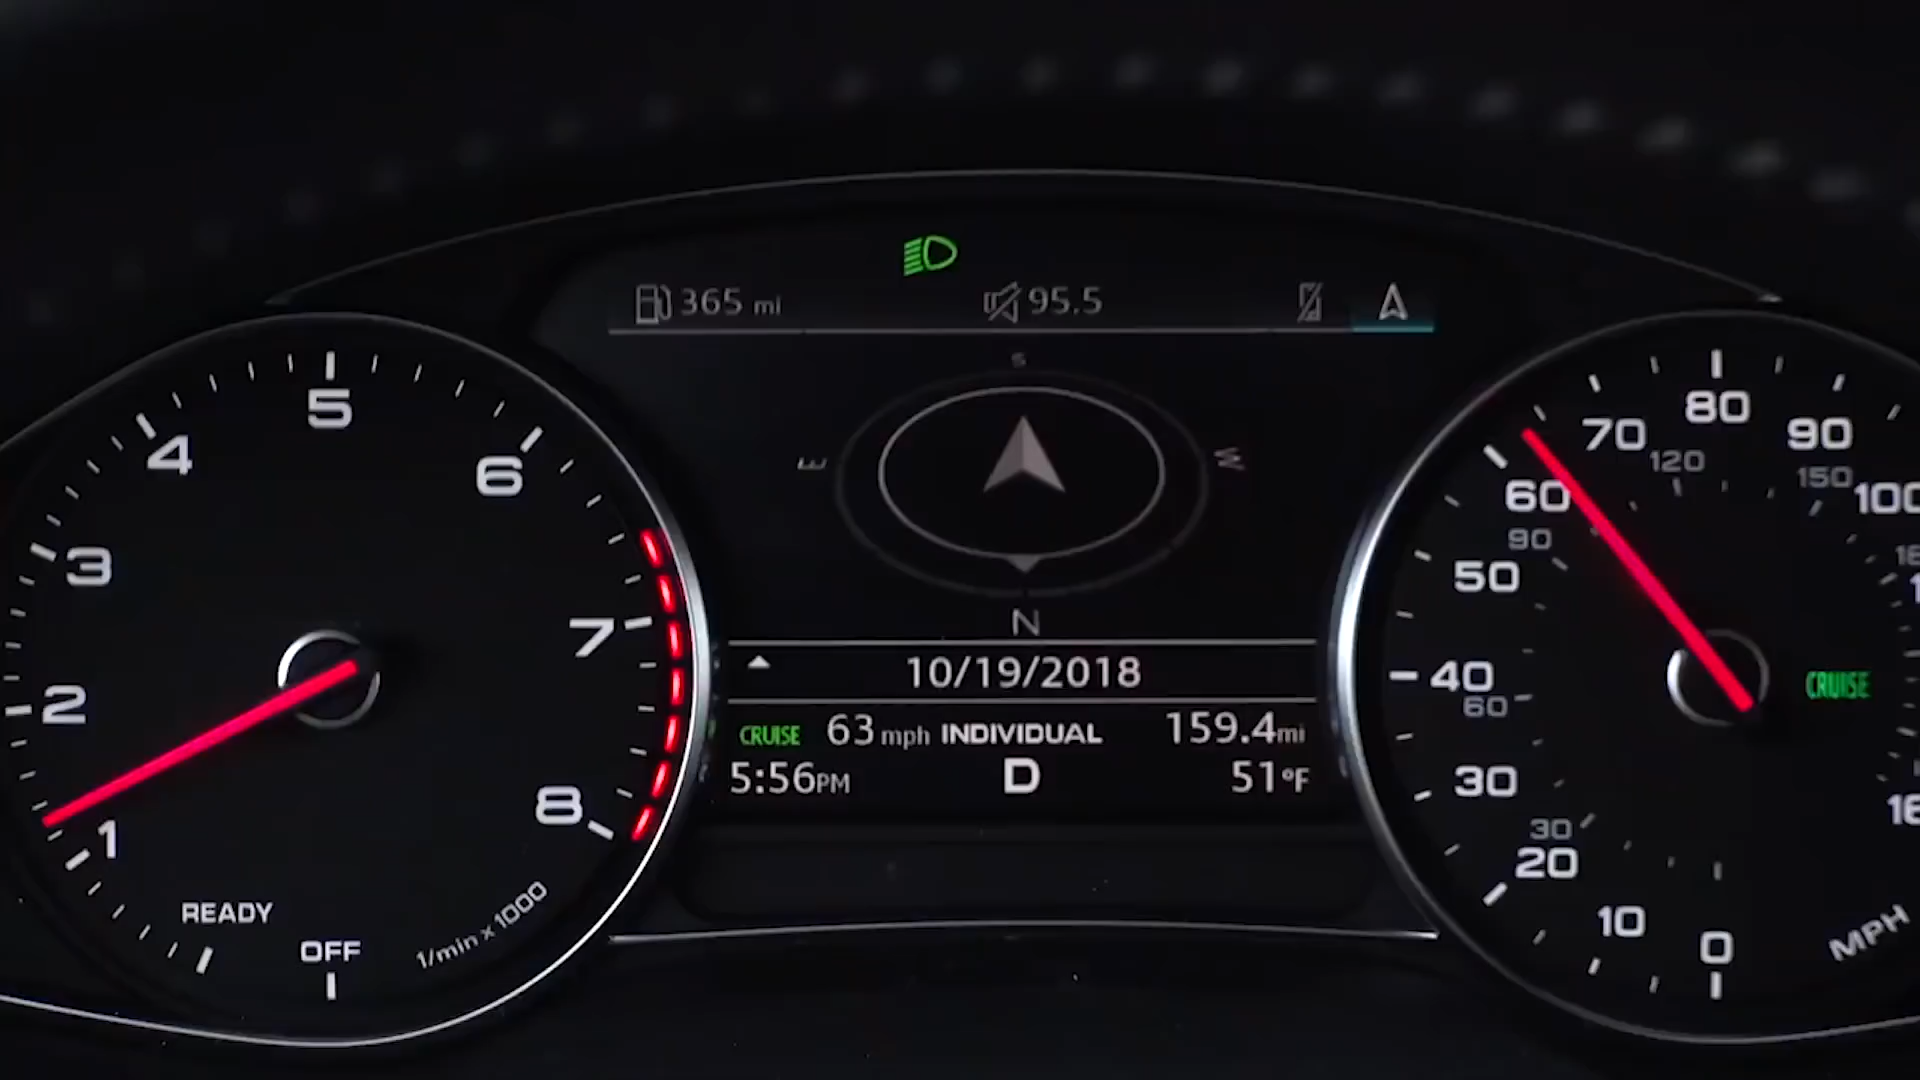 365 mi
95.5
S
E
W
N
10/19/2018
CRUISE 63 mph INDIVIDUAL 159.4mi
5:56PM D 51°F
OFF
READY
1
2
3
4
5
6
7
8
1/min x 1000
0
10
20
30
40
50
60
70
80
90
100
30
60
90
120
150
CRUISE
MPH